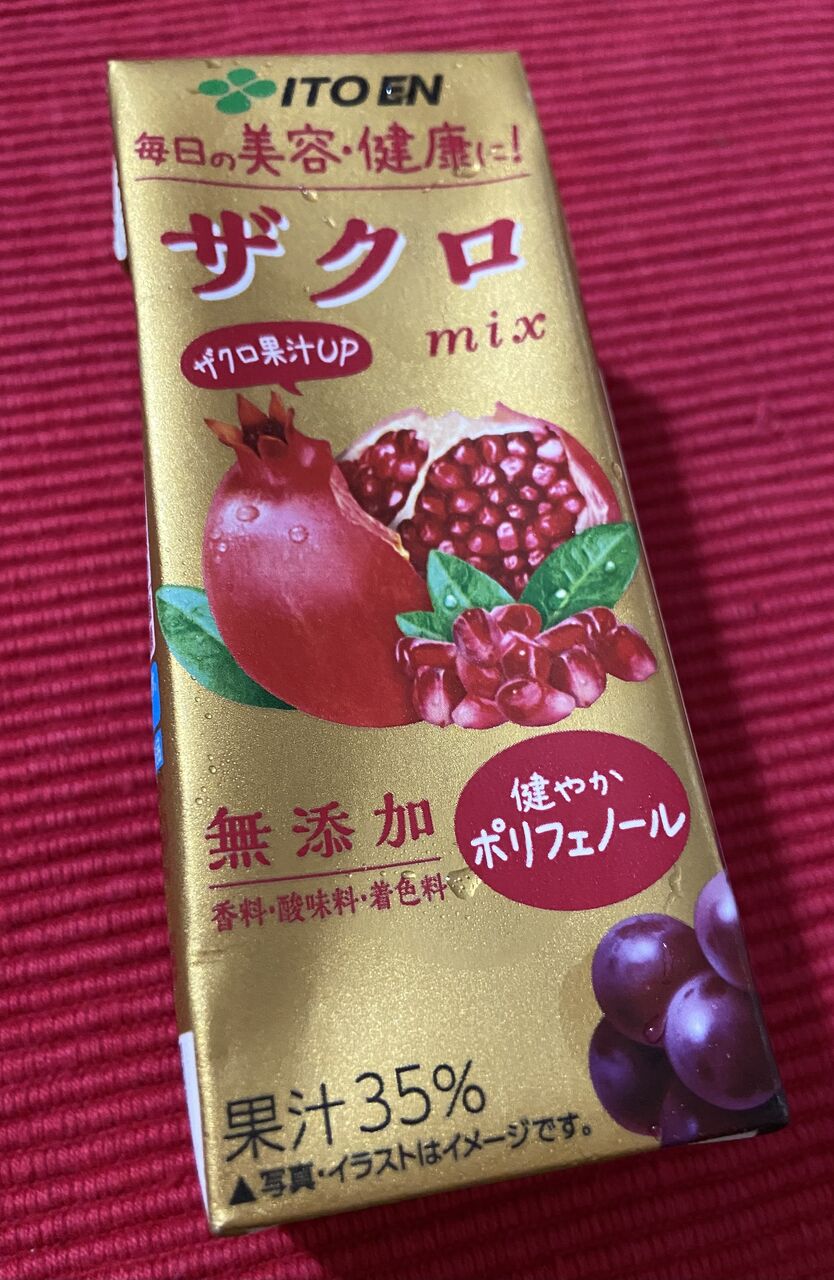 ITO EN
毎日の美容・健康に!
ザクロ
mix
ザクロ果汁UP
無添加
香料・酸味料・着色料
健やか
ポリフェノール
果汁35%
▲写真・イラストはイメージです。